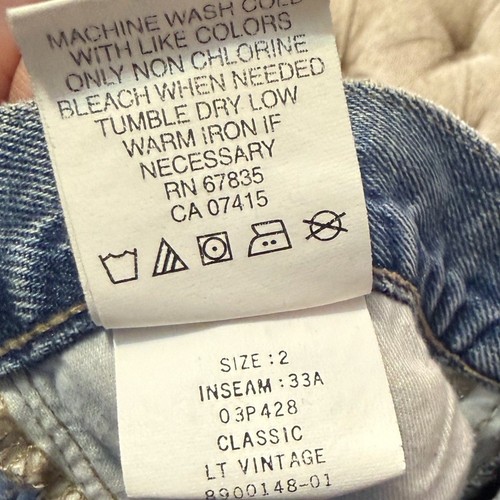 MACHINE WASH COLD
WITH LIKE COLORS
ONLY NON CHLORINE
BLEACH WHEN NEEDED
TUMBLE DRY LOW
WARM IRON IF
NECESSARY
RN 67835
CA 07415
SIZE : 2
INSEAM : 33A
03P428
CLASSIC
LT VINTAGE
8900148-01